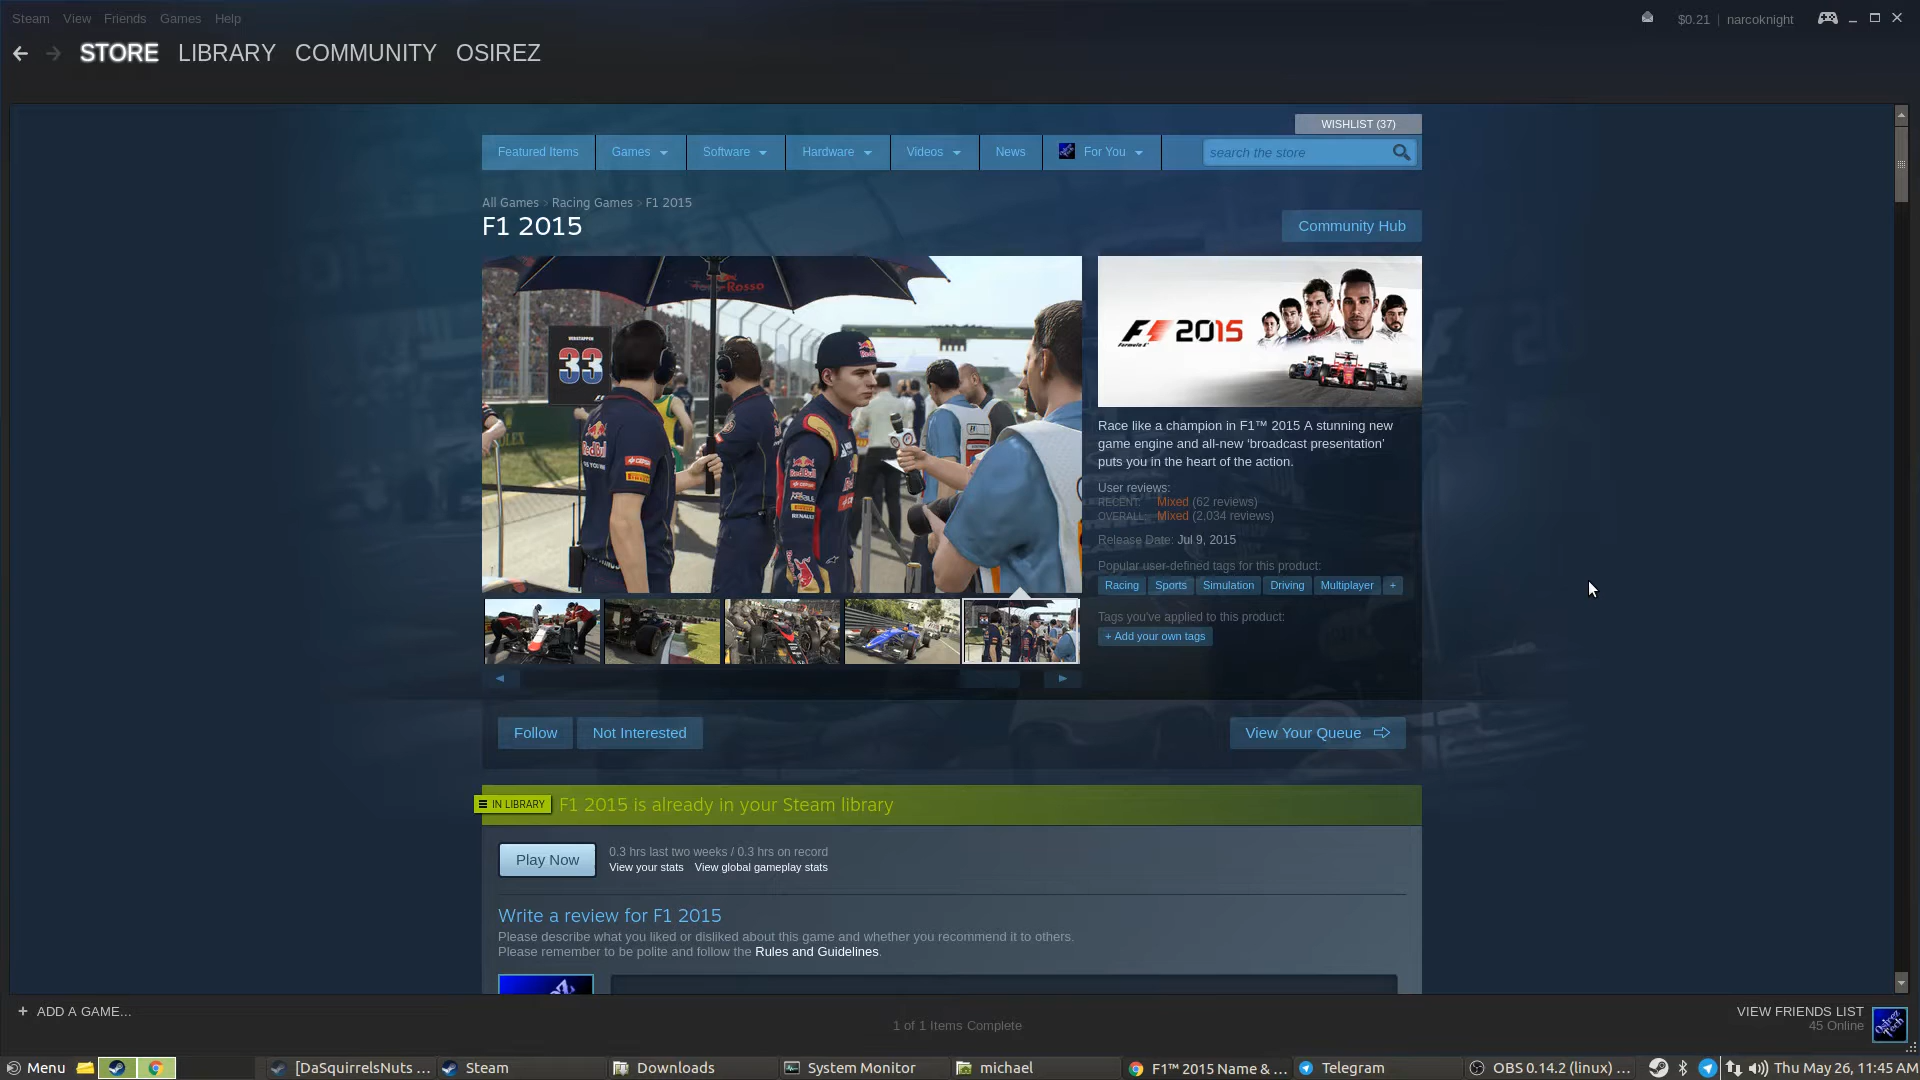 Steam View Friends Games Help
$0.21 | narcoknight
STORE LIBRARY COMMUNITY OSIREZ
WISHLIST (37)
Featured Items Games Software Hardware Videos News For You search the store
All Games > Racing Games > F1 2015
F1 2015
Community Hub
Toro Rosso
VERSTAPPEN
33
F1 2015
Formula 1
Race like a champion in F1™ 2015 A stunning new
game engine and all-new ‘broadcast presentation’
puts you in the heart of the action.
User reviews:
RECENT: Mixed (62 reviews)
OVERALL: Mixed (2,034 reviews)
Release Date: Jul 9, 2015
Popular user-defined tags for this product:
Racing Sports Simulation Driving Multiplayer +
Tags you've applied to this product:
+ Add your own tags
Follow Not Interested View Your Queue
IN LIBRARY F1 2015 is already in your Steam library
Play Now
0.3 hrs last two weeks / 0.3 hrs on record
View your stats View global gameplay stats
Write a review for F1 2015
Please describe what you liked or disliked about this game and whether you recommend it to others.
Please remember to be polite and follow the Rules and Guidelines.
+ ADD A GAME...
1 of 1 Items Complete
VIEW FRIENDS LIST
45 Online
Osirez Tech
Menu [DaSquirrelsNuts ... Steam Downloads System Monitor michael F1™ 2015 Name & ... Telegram OBS 0.14.2 (linux) ... Thu May 26, 11:45 AM